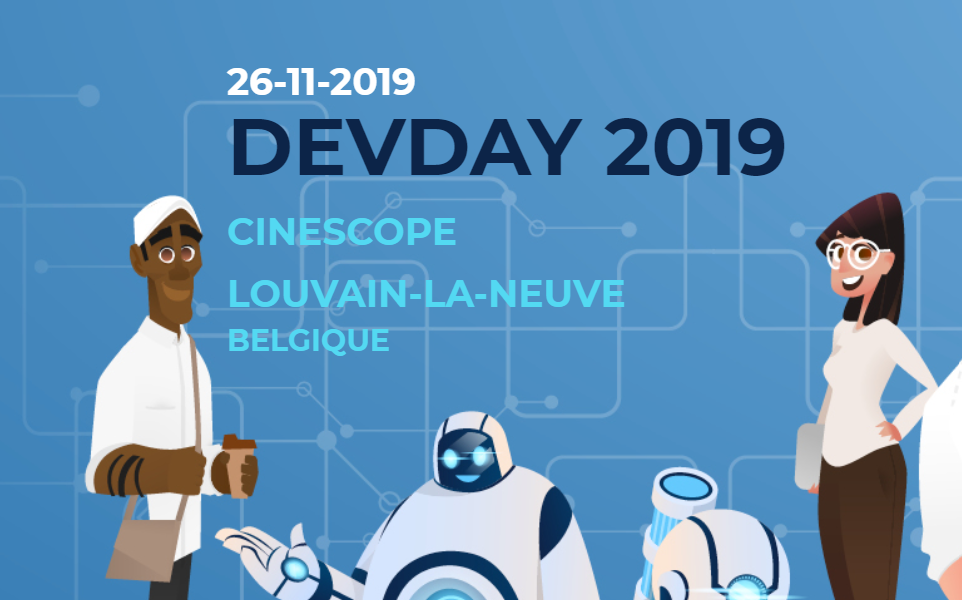 26-11-2019
DEVDAY 2019
CINESCOPE
LOUVAIN-LA-NEUVE
BELGIQUE